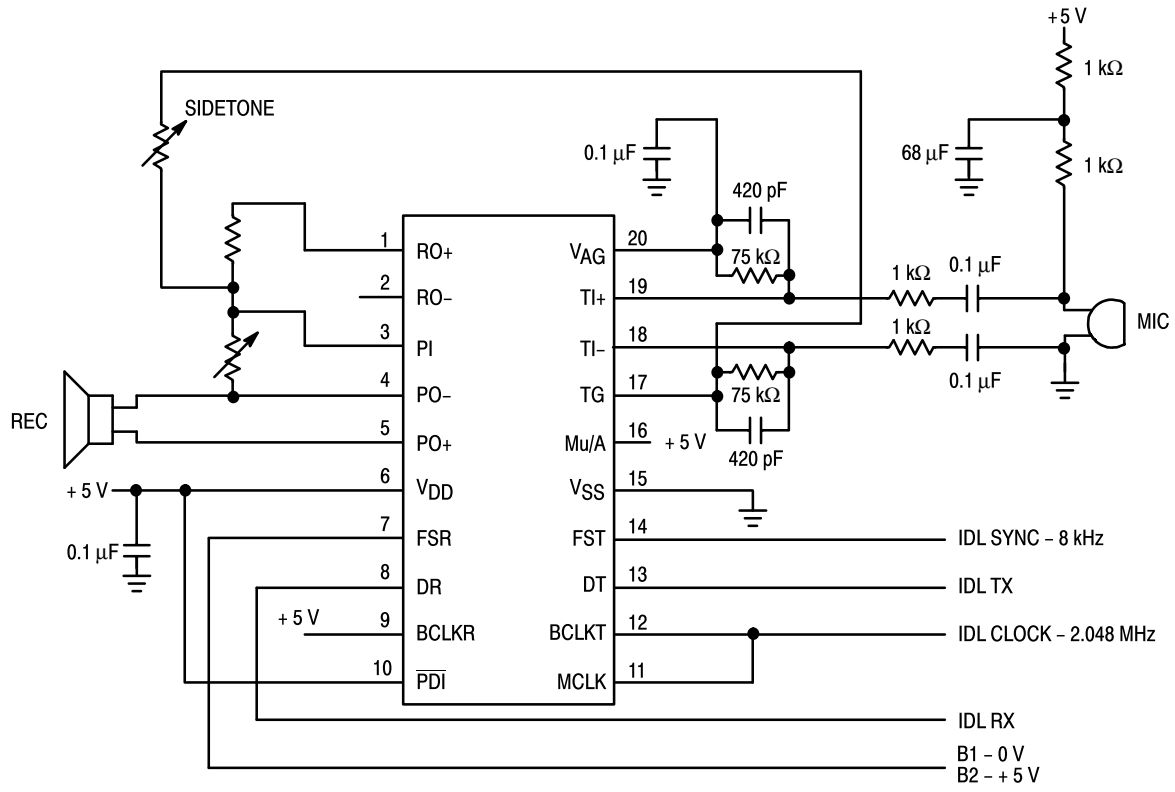 + 5 V
1 kΩ
SIDETONE
0.1 µF
68 µF
1 kΩ
420 pF
1
RO+
VAG
20
75 kΩ
1 kΩ
0.1 µF
2
RO–
TI+
19
1 kΩ
MIC
3
PI
TI–
18
0.1 µF
4
PO–
TG
17
75 kΩ
REC
5
PO+
Mu/A
16
+ 5 V
420 pF
+ 5 V
6
VDD
VSS
15
0.1 µF
7
FSR
FST
14
IDL SYNC – 8 kHz
8
DR
DT
13
IDL TX
+ 5 V
9
BCLKR
BCLKT
12
IDL CLOCK – 2.048 MHz
10
PDI
MCLK
11
IDL RX
B1 – 0 V
B2 – + 5 V